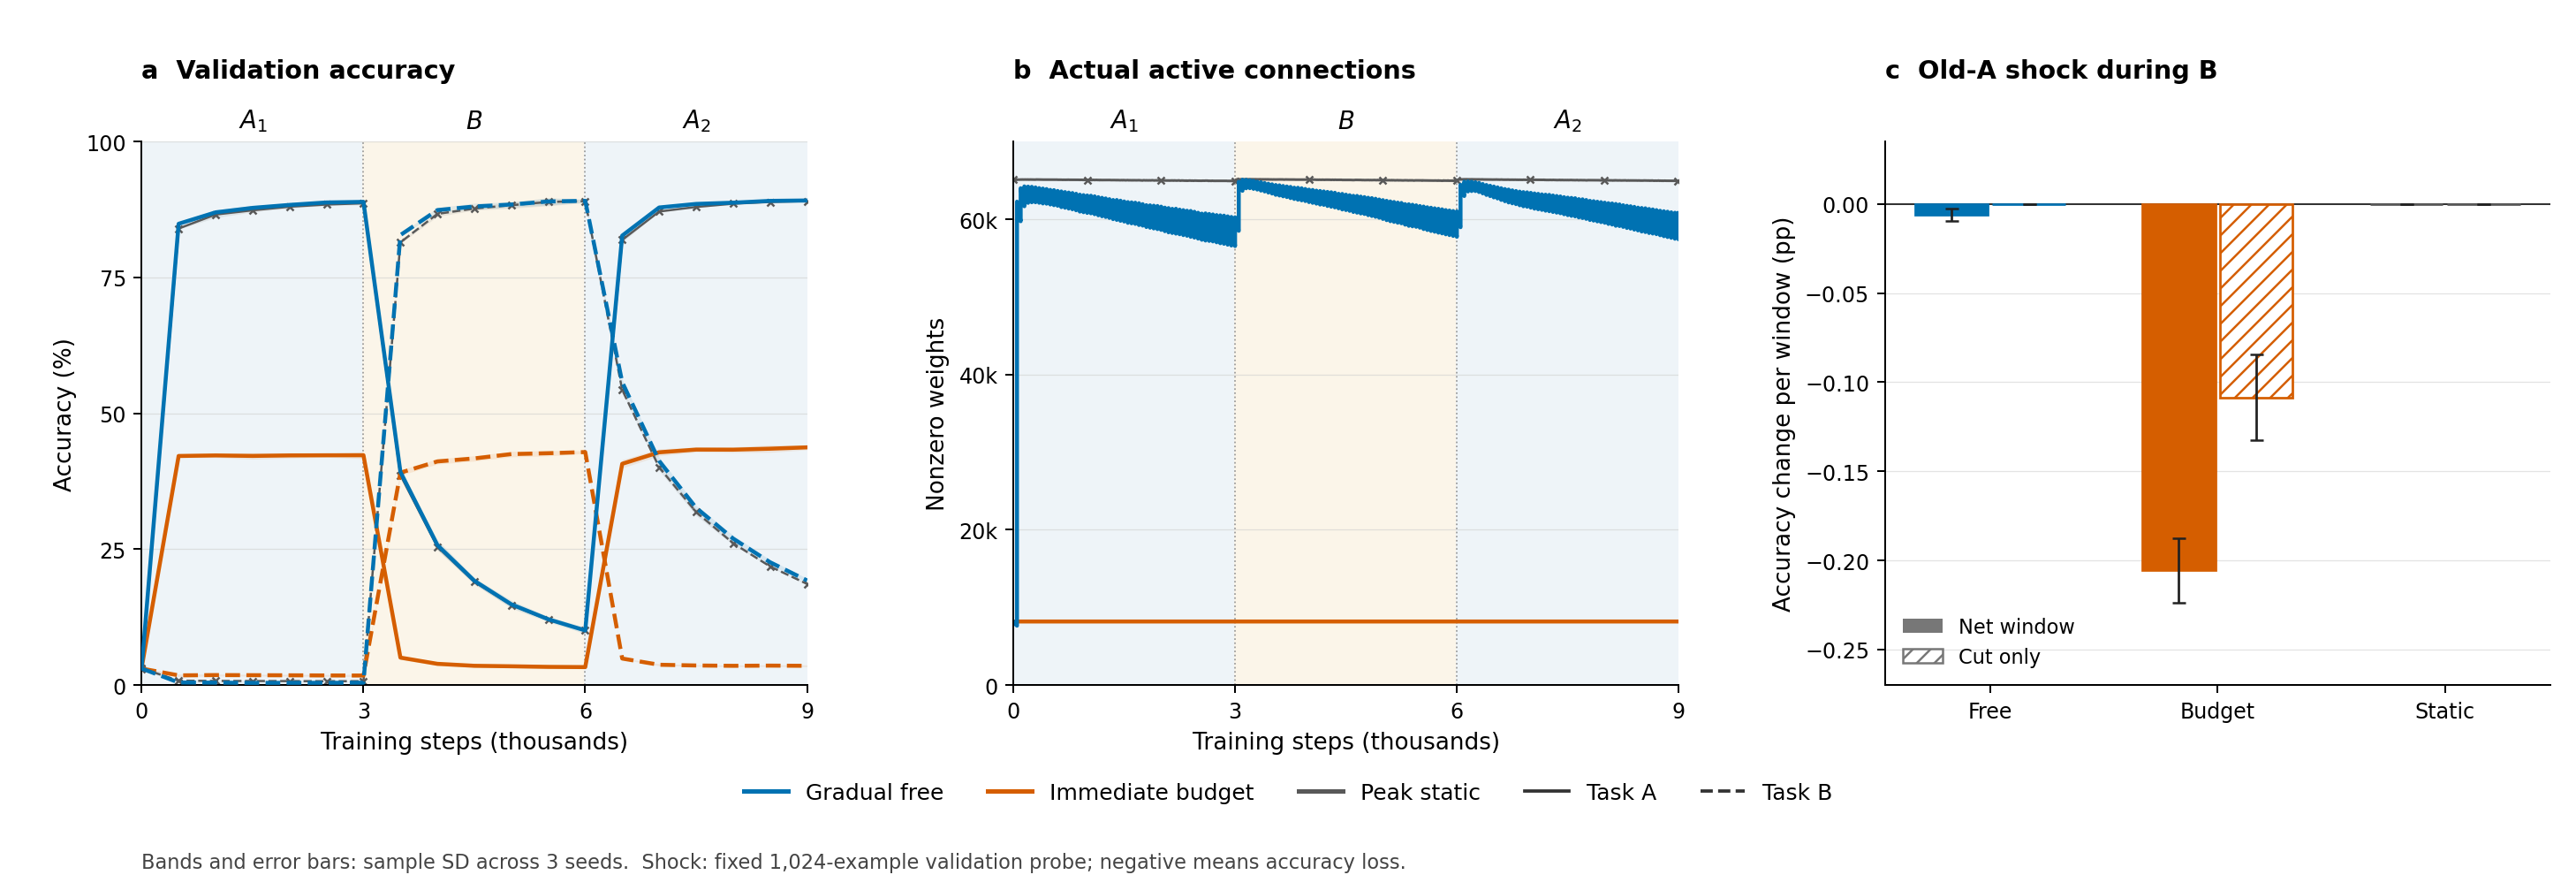 a Validation accuracy
A₁ B A₂
100
75
50
25
0
Accuracy (%)
0 3 6 9
Training steps (thousands)
b Actual active connections
A₁ B A₂
60k
40k
20k
0
Nonzero weights
0 3 6 9
Training steps (thousands)
c Old-A shock during B
0.00
−0.05
−0.10
−0.15
−0.20
−0.25
Accuracy change per window (pp)
Net window
Cut only
Free Budget Static
Gradual free Immediate budget Peak static Task A Task B
Bands and error bars: sample SD across 3 seeds. Shock: fixed 1,024-example validation probe; negative means accuracy loss.